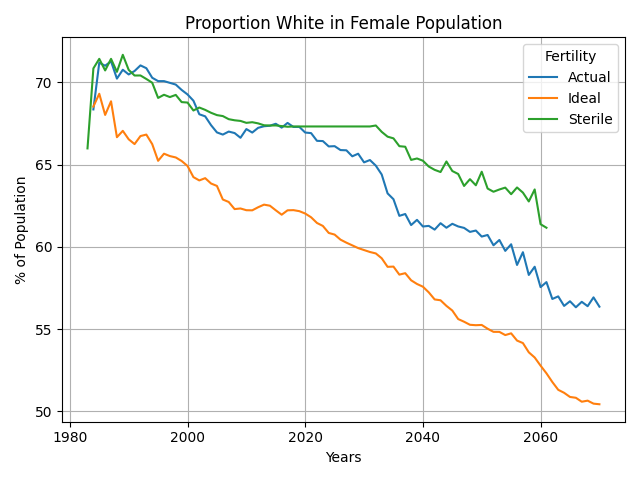 Proportion White in Female Population
Fertility
Actual
Ideal
Sterile
% of Population
70
65
60
55
50
1980
2000
2020
2040
2060
Years